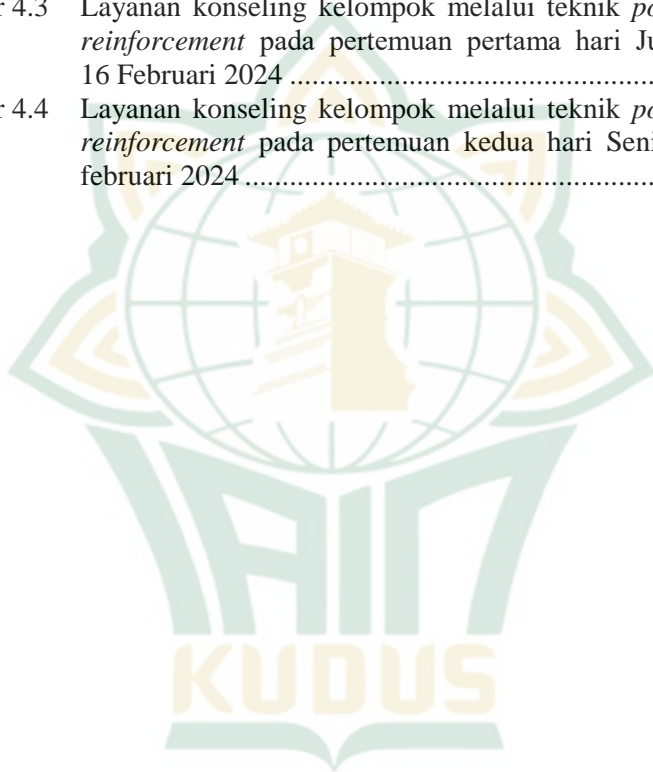 r 4.3 Layanan konseling kelompok melalui teknik po
reinforcement pada pertemuan pertama hari Ju
16 Februari 2024 ....................................................
r 4.4 Layanan konseling kelompok melalui teknik po
reinforcement pada pertemuan kedua hari Seni
februari 2024 ..........................................................
IAIN
KUDUS